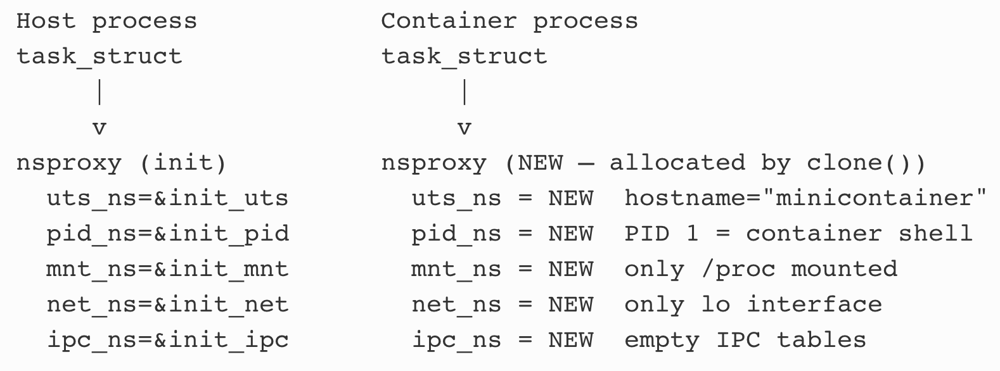 Host process            Container process
task_struct             task_struct
     |                       |
     v                       v
nsproxy (init)          nsproxy (NEW — allocated by clone())
  uts_ns=&init_uts        uts_ns = NEW  hostname="minicontainer"
  pid_ns=&init_pid        pid_ns = NEW  PID 1 = container shell
  mnt_ns=&init_mnt        mnt_ns = NEW  only /proc mounted
  net_ns=&init_net        net_ns = NEW  only lo interface
  ipc_ns=&init_ipc        ipc_ns = NEW  empty IPC tables